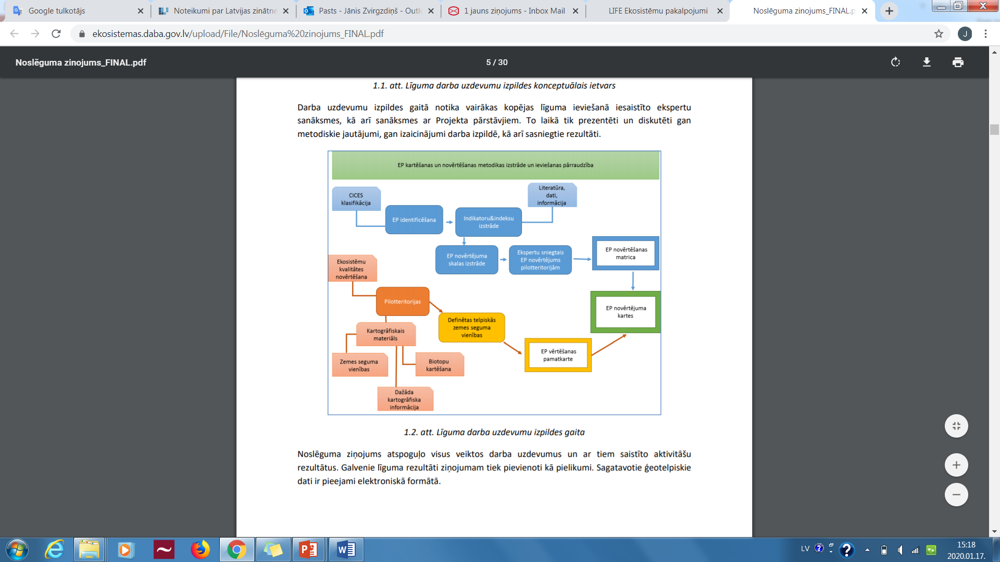 Google tulkotājs
Noteikumi par Latvijas zinātne
Pasts - Jānis Zvirgzdiņš - Outlo
1 jauns ziņojums - Inbox Mail
LIFE Ekosistēmu pakalpojumi
Noslēguma zinojums_FINAL.p
ekosistemas.daba.gov.lv/upload/File/Noslēguma%20zinojums_FINAL.pdf
J
Noslēguma zinojums_FINAL.pdf
5 / 30
1.1. att. Līguma darba uzdevumu izpildes konceptuālais ietvars
Darba uzdevumu izpildes gaitā notika vairākas kopējas līguma ieviešanā iesaistīto ekspertu
sanāksmes, kā arī sanāksmes ar Projekta pārstāvjiem. To laikā tik prezentēti un diskutēti gan
metodiskie jautājumi, gan izaicinājumi darba izpildē, kā arī sasniegtie rezultāti.
EP kartēšanas un novērtēšanas metodikas izstrāde un ieviešanas pārraudzība
CICES
klasifikācija
Literatūra,
dati,
informācija
EP identificēšana
Indikatoru&indeksu
izstrāde
EP novērtējuma
skalas izstrāde
Ekspertu sniegtais
EP novērtējums
pilotteritorijām
EP novērtēšanas
matrica
Ekosistēmu
kvalitātes
novērtēšana
Pilotteritorijas
EP novērtējuma
kartes
Definētas telpiskās
zemes seguma
vienības
Kartogrāfiskais
materiāls
EP vērtēšanas
pamatkarte
Zemes seguma
vienības
Biotopu
kartēšana
Dažāda
kartogrāfiska
informācija
1.2. att. Līguma darba uzdevumu izpildes gaita
Noslēguma ziņojums atspoguļo visus veiktos darba uzdevumus un ar tiem saistīto aktivitāšu
rezultātus. Galvenie līguma rezultāti ziņojumam tiek pievienoti kā pielikumi. Sagatavotie ģeotelpiskie
dati ir pieejami elektroniskā formātā.
LV
15:18
2020.01.17.